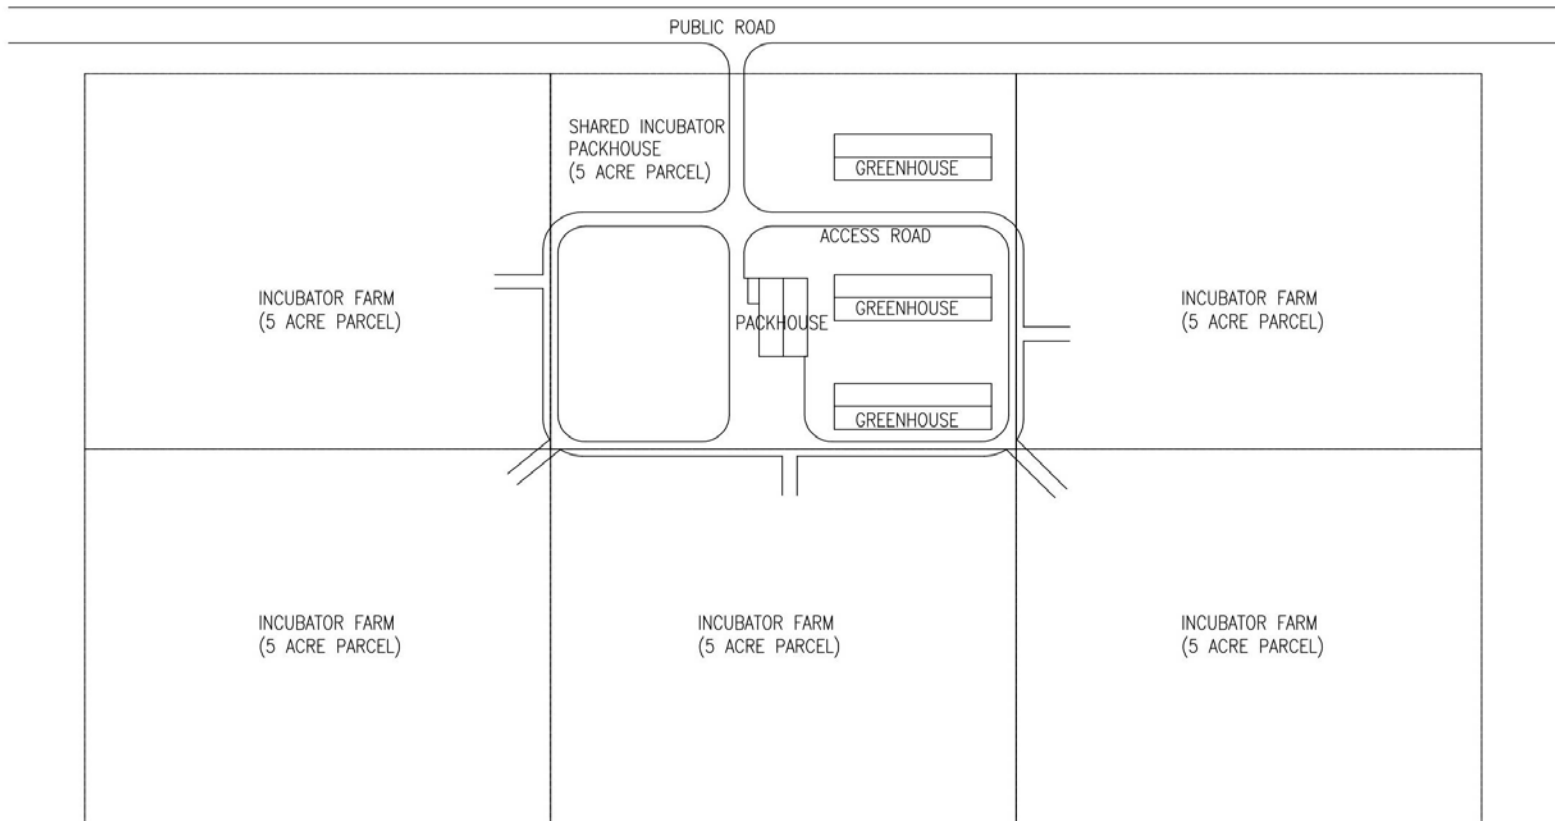 PUBLIC ROAD
SHARED INCUBATOR
PACKHOUSE
(5 ACRE PARCEL)
GREENHOUSE
ACCESS ROAD
INCUBATOR FARM
(5 ACRE PARCEL)
PACKHOUSE
GREENHOUSE
INCUBATOR FARM
(5 ACRE PARCEL)
GREENHOUSE
INCUBATOR FARM
(5 ACRE PARCEL)
INCUBATOR FARM
(5 ACRE PARCEL)
INCUBATOR FARM
(5 ACRE PARCEL)